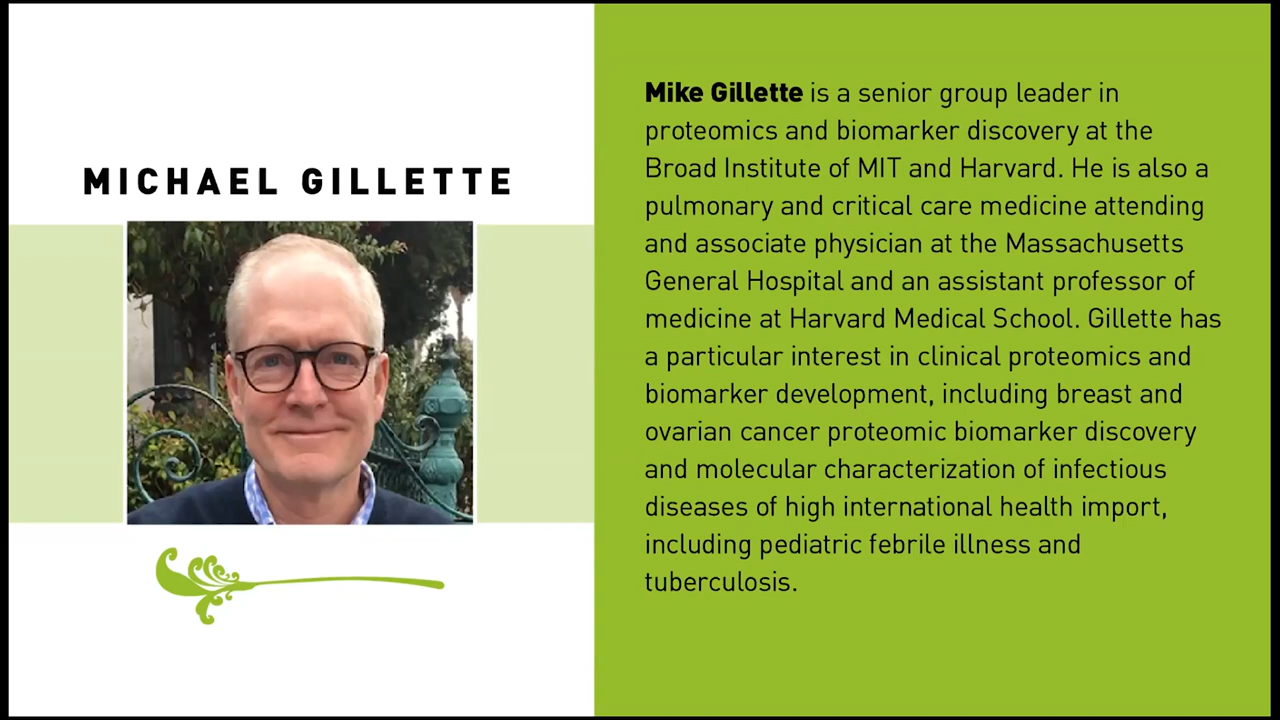 MICHAEL GILLETTE
Mike Gillette is a senior group leader in
proteomics and biomarker discovery at the
Broad Institute of MIT and Harvard. He is also a
pulmonary and critical care medicine attending
and associate physician at the Massachusetts
General Hospital and an assistant professor of
medicine at Harvard Medical School. Gillette has
a particular interest in clinical proteomics and
biomarker development, including breast and
ovarian cancer proteomic biomarker discovery
and molecular characterization of infectious
diseases of high international health import,
including pediatric febrile illness and
tuberculosis.